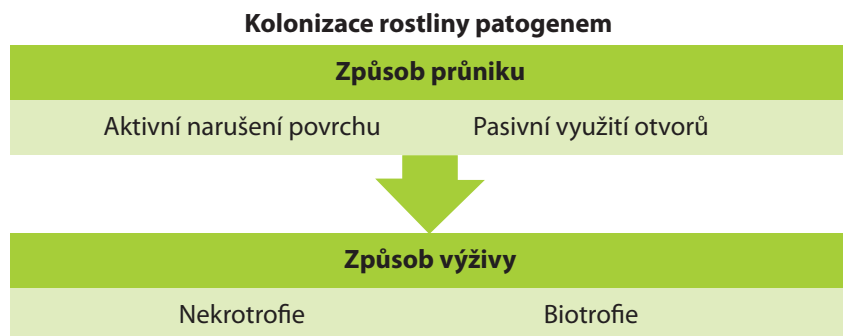 Kolonizace rostliny patogenem
Způsob průniku
Aktivní narušení povrchu Pasivní využití otvorů
Způsob výživy
Nekrotrofie Biotrofie